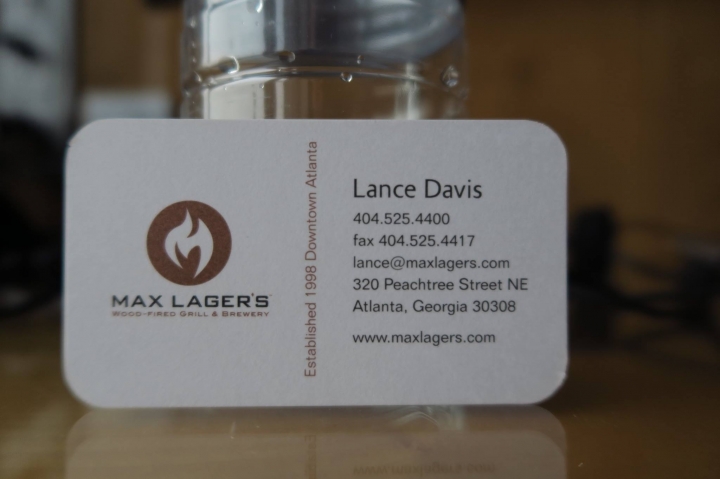 MAX LAGER'S
WOOD-FIRED GRILL & BREWERY
Established 1998 Downtown Atlanta
Lance Davis
404.525.4400
fax 404.525.4417
lance@maxlagers.com
320 Peachtree Street NE
Atlanta, Georgia 30308
www.maxlagers.com